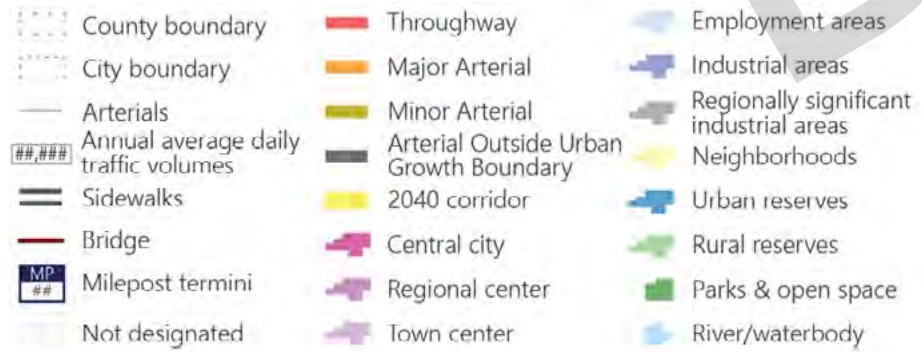 County boundary
City boundary
Arterials
##,###
Annual average daily
traffic volumes
Sidewalks
Bridge
MP
##
Milepost termini
Not designated
Throughway
Major Arterial
Minor Arterial
Arterial Outside Urban
Growth Boundary
2040 corridor
Central city
Regional center
Town center
Employment areas
Industrial areas
Regionally significant
industrial areas
Neighborhoods
Urban reserves
Rural reserves
Parks & open space
River/waterbody